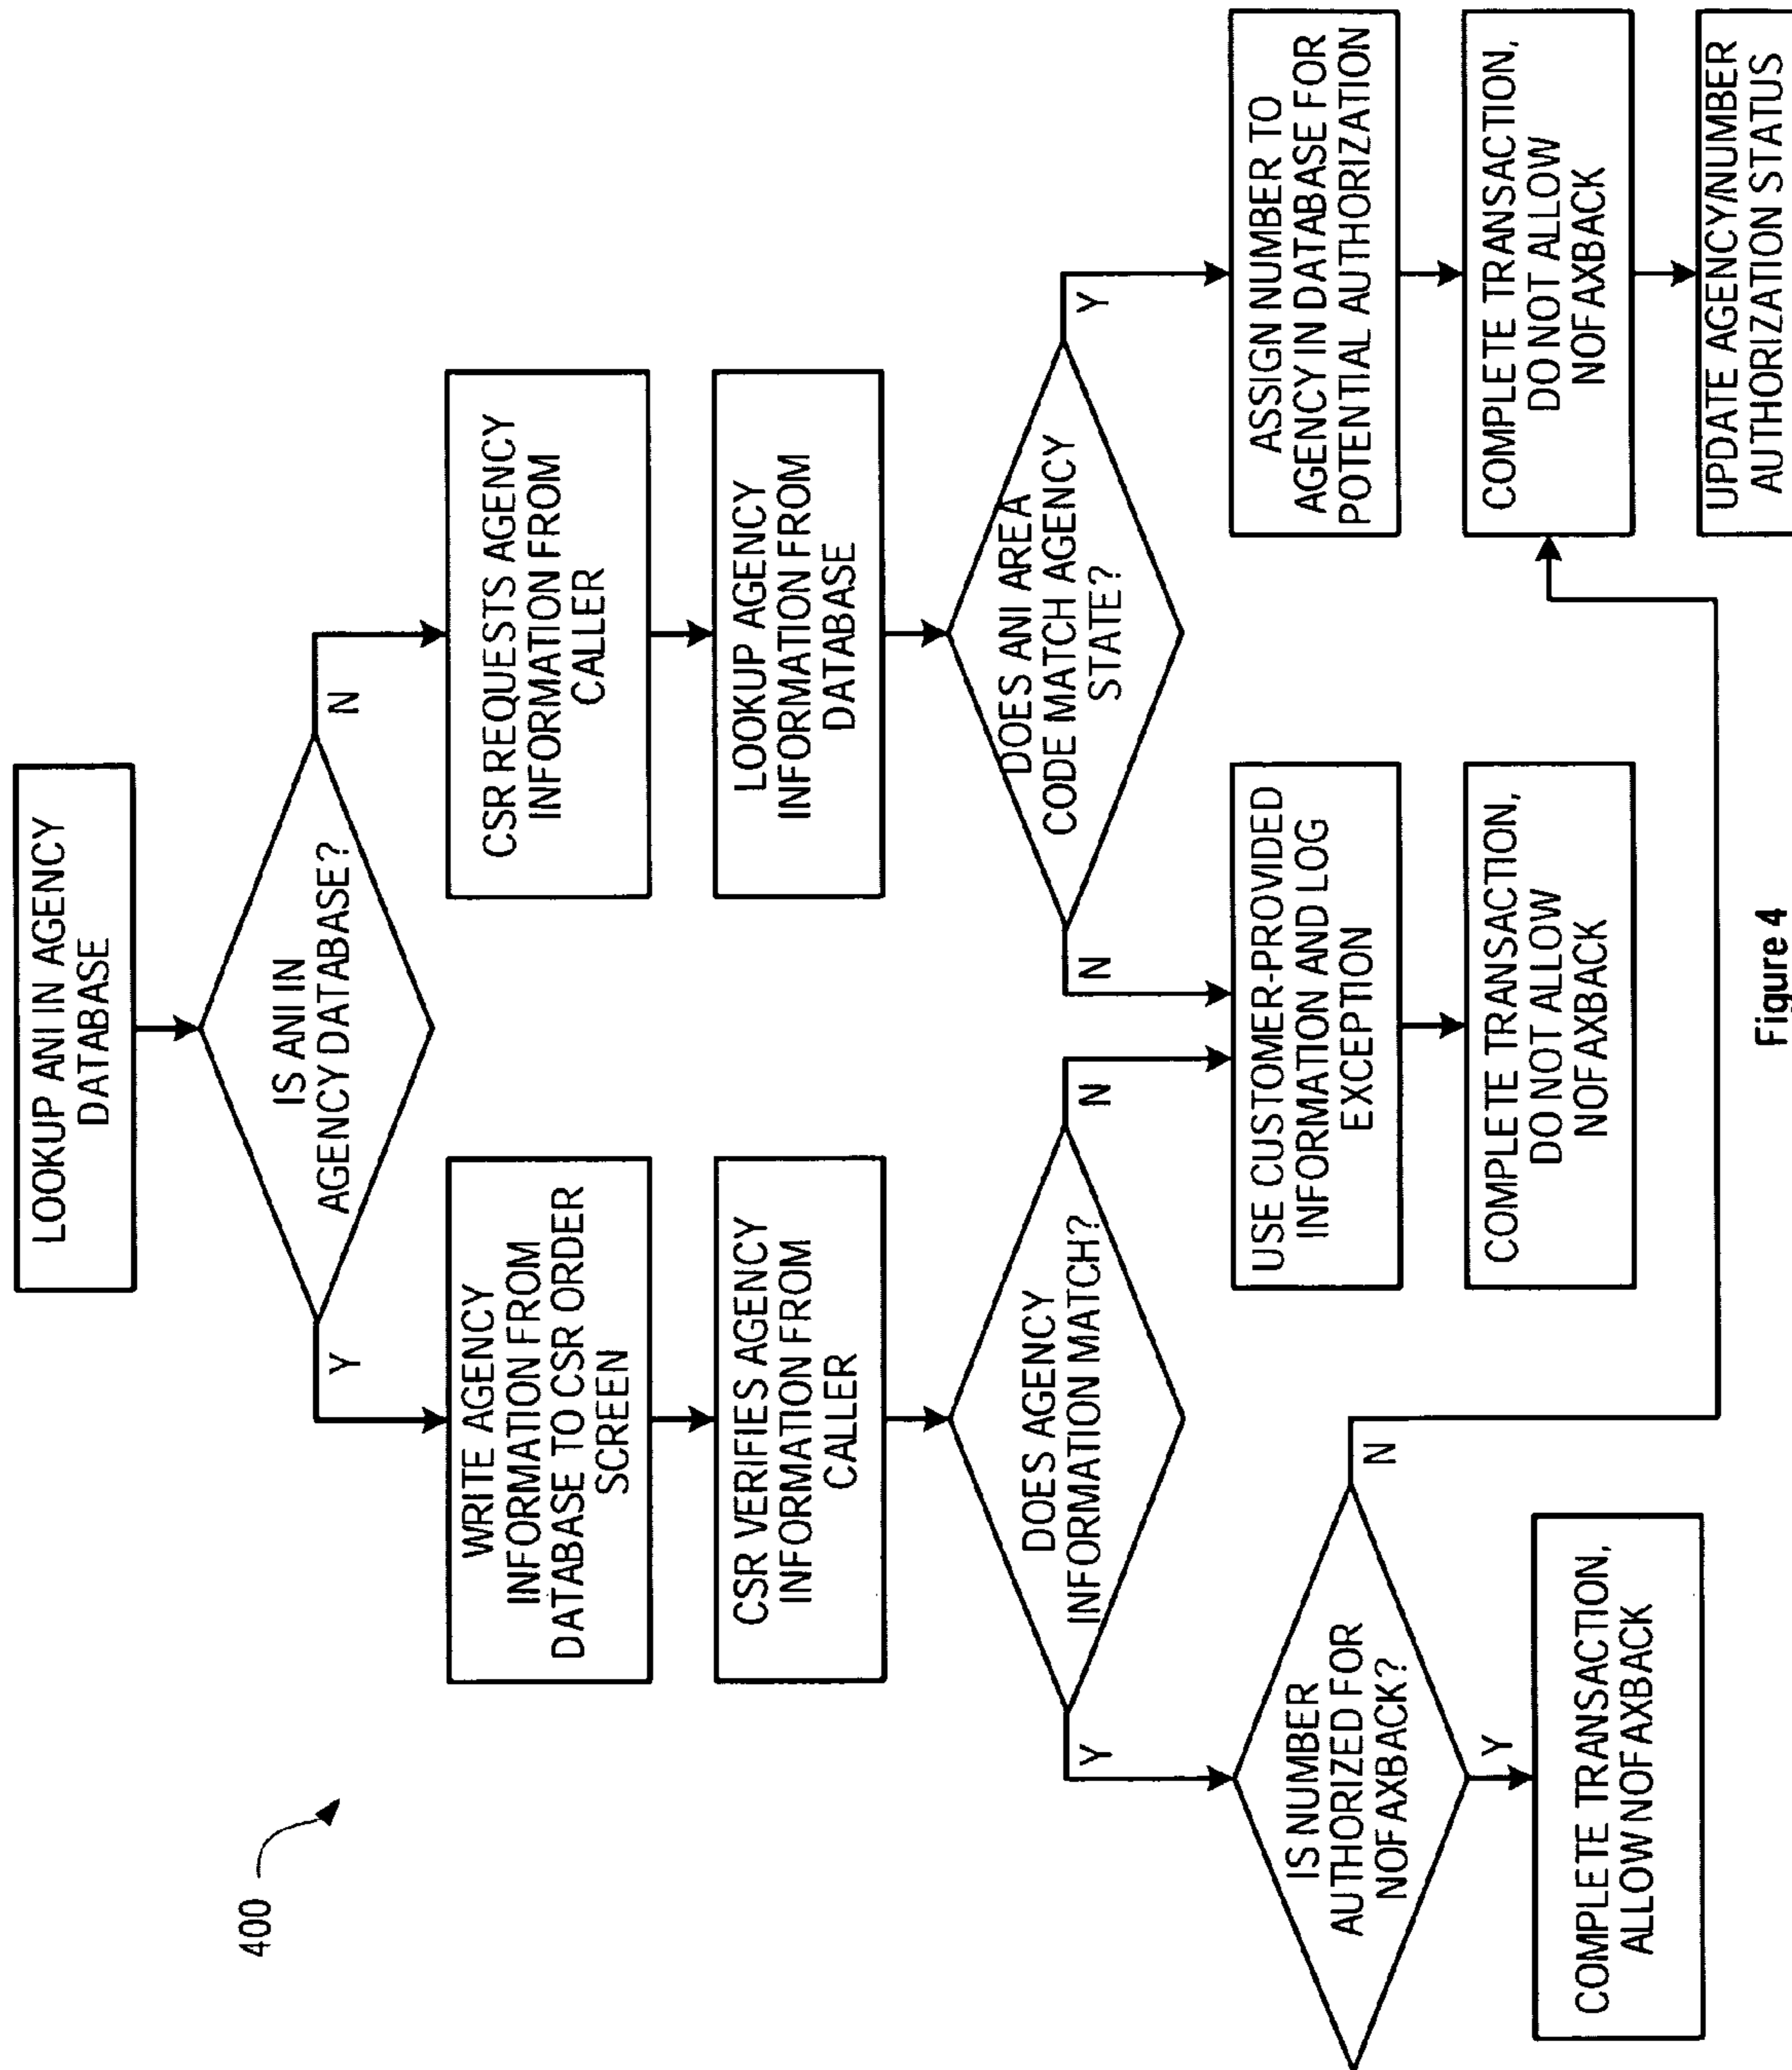 400
LOOKUP ANI IN AGENCY
DATABASE
IS ANI IN
AGENCY DATABASE?
Y
N
WRITE AGENCY
INFORMATION FROM
DATABASE TO CSR ORDER
SCREEN
CSR REQUESTS AGENCY
INFORMATION FROM
CALLER
CSR VERIFIES AGENCY
INFORMATION FROM
CALLER
LOOKUP AGENCY
INFORMATION FROM
DATABASE
DOES AGENCY
INFORMATION MATCH?
Y
N
DOES ANI AREA
CODE MATCH AGENCY
STATE?
N
Y
IS NUMBER
AUTHORIZED FOR
NOFAXBACK?
N
Y
USE CUSTOMER-PROVIDED
INFORMATION AND LOG
EXCEPTION
ASSIGN NUMBER TO
AGENCY IN DATABASE FOR
POTENTIAL AUTHORIZATION
COMPLETE TRANSACTION,
ALLOW NOFAXBACK
COMPLETE TRANSACTION,
DO NOT ALLOW
NOFAXBACK
COMPLETE TRANSACTION,
DO NOT ALLOW
NOFAXBACK
UPDATE AGENCY/NUMBER
AUTHORIZATION STATUS
Figure 4